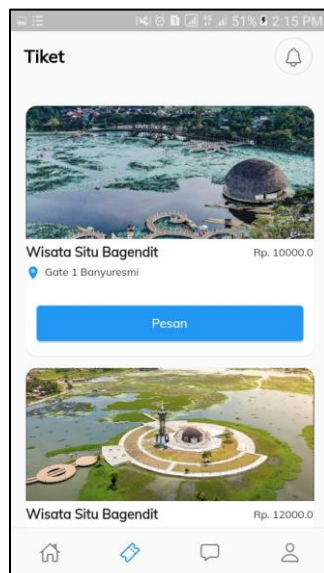 51% 2:15 PM
Tiket
Wisata Situ Bagendit Rp. 10000.0
Gate 1 Banyuresmi
Pesan
Wisata Situ Bagendit Rp. 12000.0